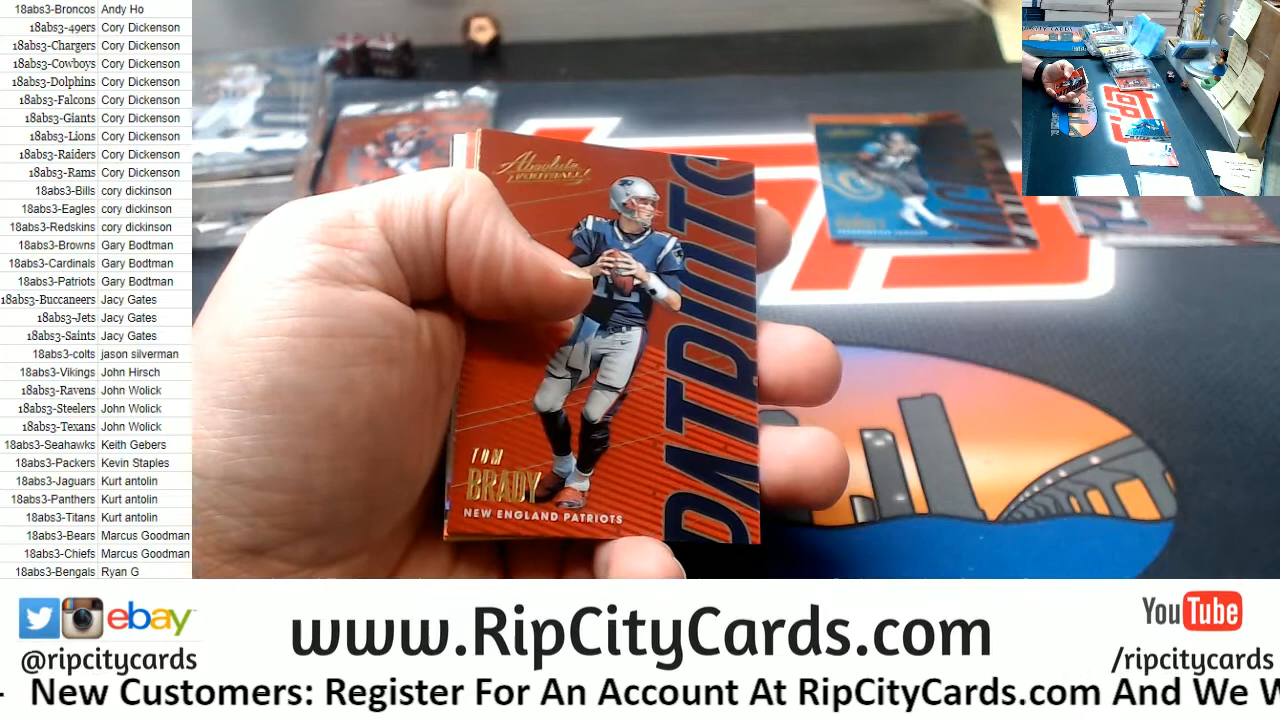 18abs3-Broncos Andy Ho
18abs3-49ers Cory Dickenson
18abs3-Chargers Cory Dickenson
18abs3-Cowboys Cory Dickenson
18abs3-Dolphins Cory Dickenson
18abs3-Falcons Cory Dickenson
18abs3-Giants Cory Dickenson
18abs3-Lions Cory Dickenson
18abs3-Raiders Cory Dickenson
18abs3-Rams Cory Dickenson
18abs3-Bills cory dickinson
18abs3-Eagles cory dickinson
18abs3-Redskins cory dickinson
18abs3-Browns Gary Bodtman
18abs3-Cardinals Gary Bodtman
18abs3-Patriots Gary Bodtman
18abs3-Buccaneers Jacy Gates
18abs3-Jets Jacy Gates
18abs3-Saints Jacy Gates
18abs3-colts jason silverman
18abs3-Vikings John Hirsch
18abs3-Ravens John Wolick
18abs3-Steelers John Wolick
18abs3-Texans John Wolick
18abs3-Seahawks Keith Gebers
18abs3-Packers Kevin Staples
18abs3-Jaguars Kurt antolin
18abs3-Panthers Kurt antolin
18abs3-Titans Kurt antolin
18abs3-Bears Marcus Goodman
18abs3-Chiefs Marcus Goodman
18abs3-Bengals Ryan G
Absolute
FOOTBALL
PATRIOTS
TOM
BRADY
NEW ENGLAND PATRIOTS
ebay
@ripcitycards
www.RipCityCards.com
YouTube
/ripcitycards
- New Customers: Register For An Account At RipCityCards.com And We W